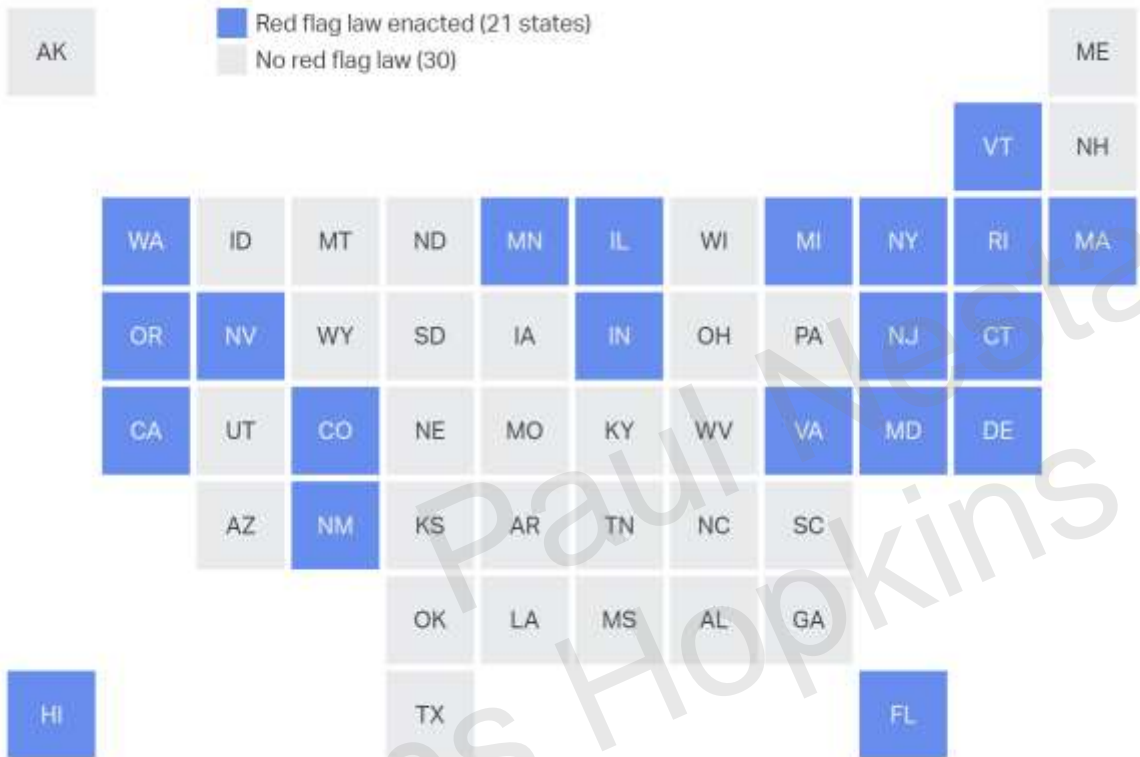 Red flag law enacted (21 states)
AK
No red flag law (30)
ME
VT NH
WA ID MT ND MN IL WI MI NY RI MA
OR NV WY SD IA IN OH PA NJ CT
CA UT CO NE MO KY WV VA MD DE
AZ NM KS AR TN NC SC
OK LA MS AL GA
HI TX FL
Paul Nesta
Hopkins